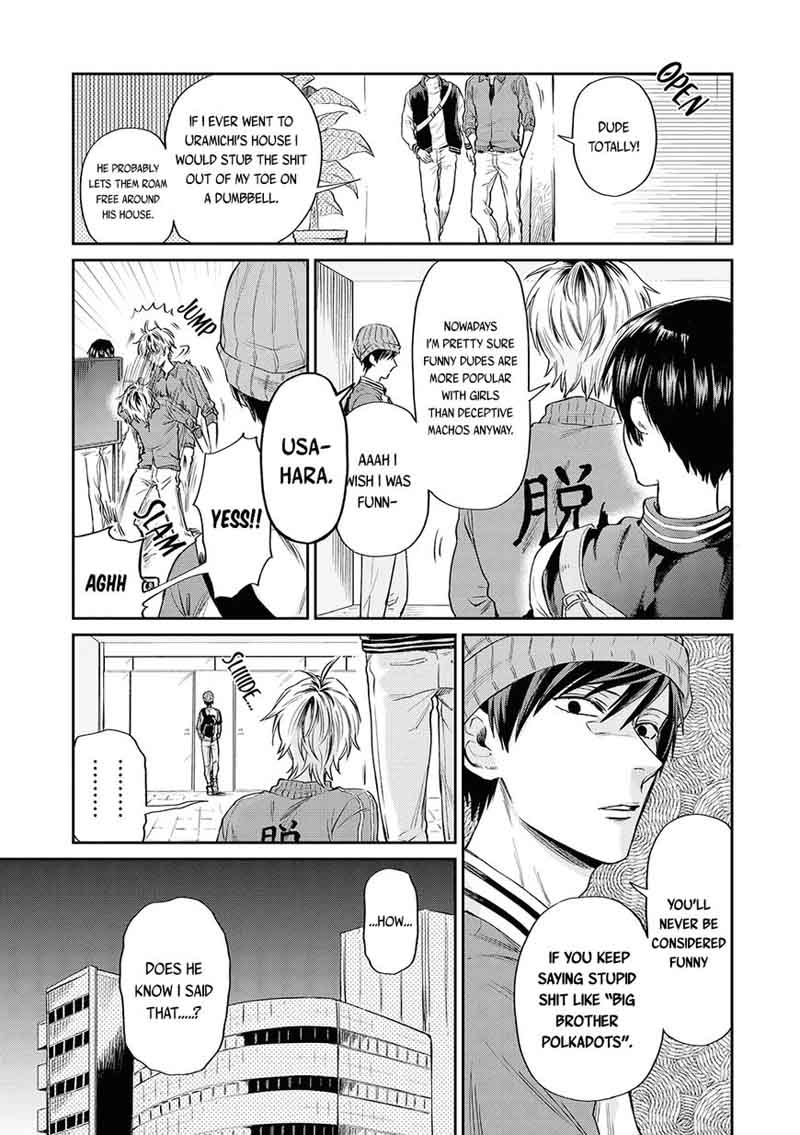 OPEN
DUDE
TOTALLY!
IF I EVER WENT TO
URAMICHI'S HOUSE I
WOULD STUB THE SHIT
OUT OF MY TOE ON
A DUMBBELL.
HE PROBABLY
LETS THEM ROAM
FREE AROUND
HIS HOUSE.
脱
NOWADAYS
I'M PRETTY SURE
FUNNY DUDES ARE
MORE POPULAR
WITH GIRLS
THAN DECEPTIVE
MACHOS ANYWAY.
AAAH I
WISH I WAS
FUNN-
USA-
HARA.
YESS!!
JUMP
SLAM
AGHH
YOU'LL
NEVER BE
CONSIDERED
FUNNY
IF YOU KEEP
SAYING STUPID
SHIT LIKE "BIG
BROTHER
POLKADOTS".
SLIIIDE...
脱
.........
...HOW...
DOES HE
KNOW I SAID
THAT.....?